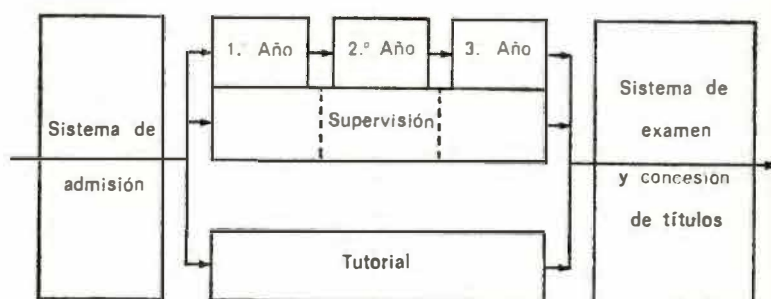 1.º Año
2.º Año
3. Año
Sistema de
admisión
Supervisión
Tutorial
Sistema de
examen
y concesión
de títulos